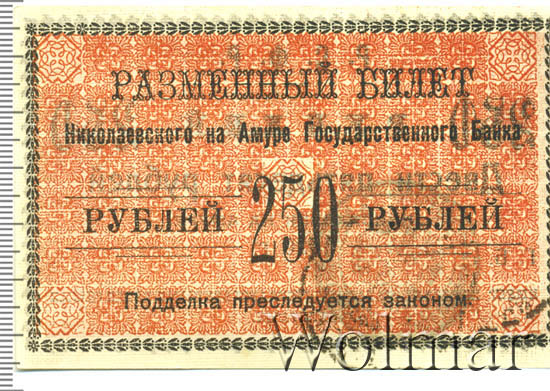 РАЗМЕННЫЙ БИЛЕТ
Николаевского на Амуре Государственного Банка
РУБЛЕЙ 250 РУБЛЕЙ
Подделка преследуется законом.
Wolmar